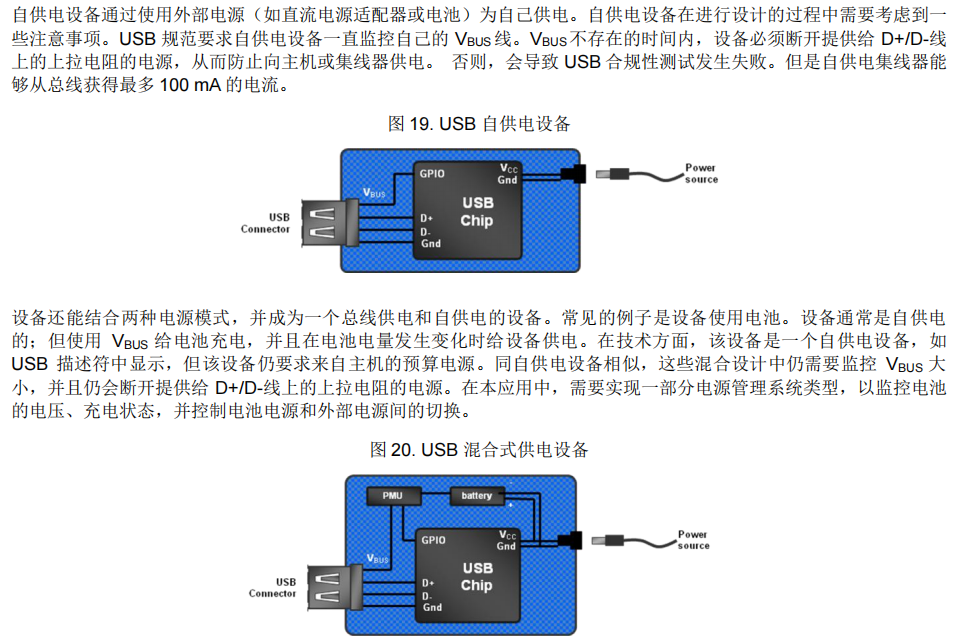 自供电设备通过使用外部电源（如直流电源适配器或电池）为自己供电。自供电设备在进行设计的过程中需要考虑到一
些注意事项。USB 规范要求自供电设备一直监控自己的 VBUS 线。VBUS 不存在的时间内，设备必须断开提供给 D+/D-线
上的上拉电阻的电源，从而防止向主机或集线器供电。 否则，会导致 USB 合规性测试发生失败。但是自供电集线器能
够从总线获得最多 100 mA 的电流。
图 19. USB 自供电设备
GPIO
VCC
Gnd
Power
source
VBUS
USB
Chip
USB
Connector
D+
D-
Gnd
设备还能结合两种电源模式，并成为一个总线供电和自供电的设备。常见的例子是设备使用电池。设备通常是自供电
的；但使用 VBUS 给电池充电，并且在电池电量发生变化时给设备供电。在技术方面，该设备是一个自供电设备，如
USB 描述符中显示，但该设备仍要求来自主机的预算电源。同自供电设备相似，这些混合设计中仍需要监控 VBUS 大
小，并且仍会断开提供给 D+/D-线上的上拉电阻的电源。在本应用中，需要实现一部分电源管理系统类型，以监控电池
的电压、充电状态，并控制电池电源和外部电源间的切换。
图 20. USB 混合式供电设备
PMU
battery
-
+
GPIO
VCC
Gnd
Power
source
VBUS
USB
Chip
USB
Connector
D+
D-
Gnd